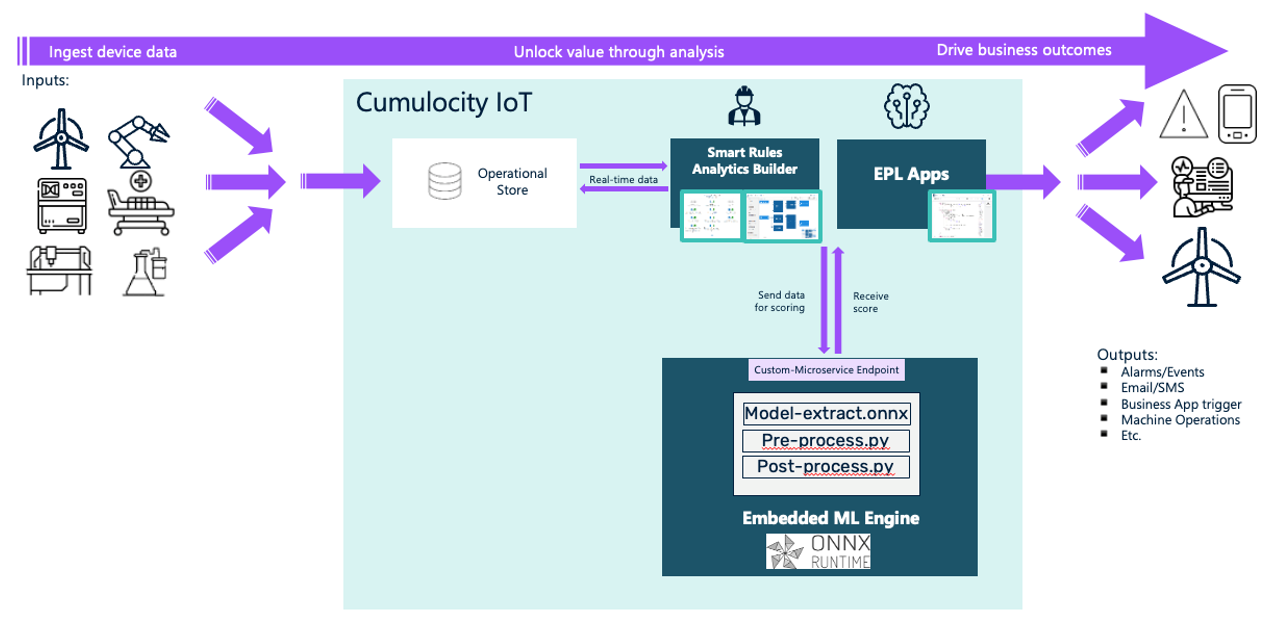 Ingest device data
Unlock value through analysis
Drive business outcomes
Inputs:
Cumulocity IoT
Operational
Store
Real-time data
Smart Rules
Analytics Builder
EPL Apps
Send data
for scoring
Receive
score
Custom-Microservice Endpoint
Model-extract.onnx
Pre-process.py
Post-process.py
Embedded ML Engine
ONNX
RUNTIME
Outputs:
Alarms/Events
Email/SMS
Business App trigger
Machine Operations
Etc.